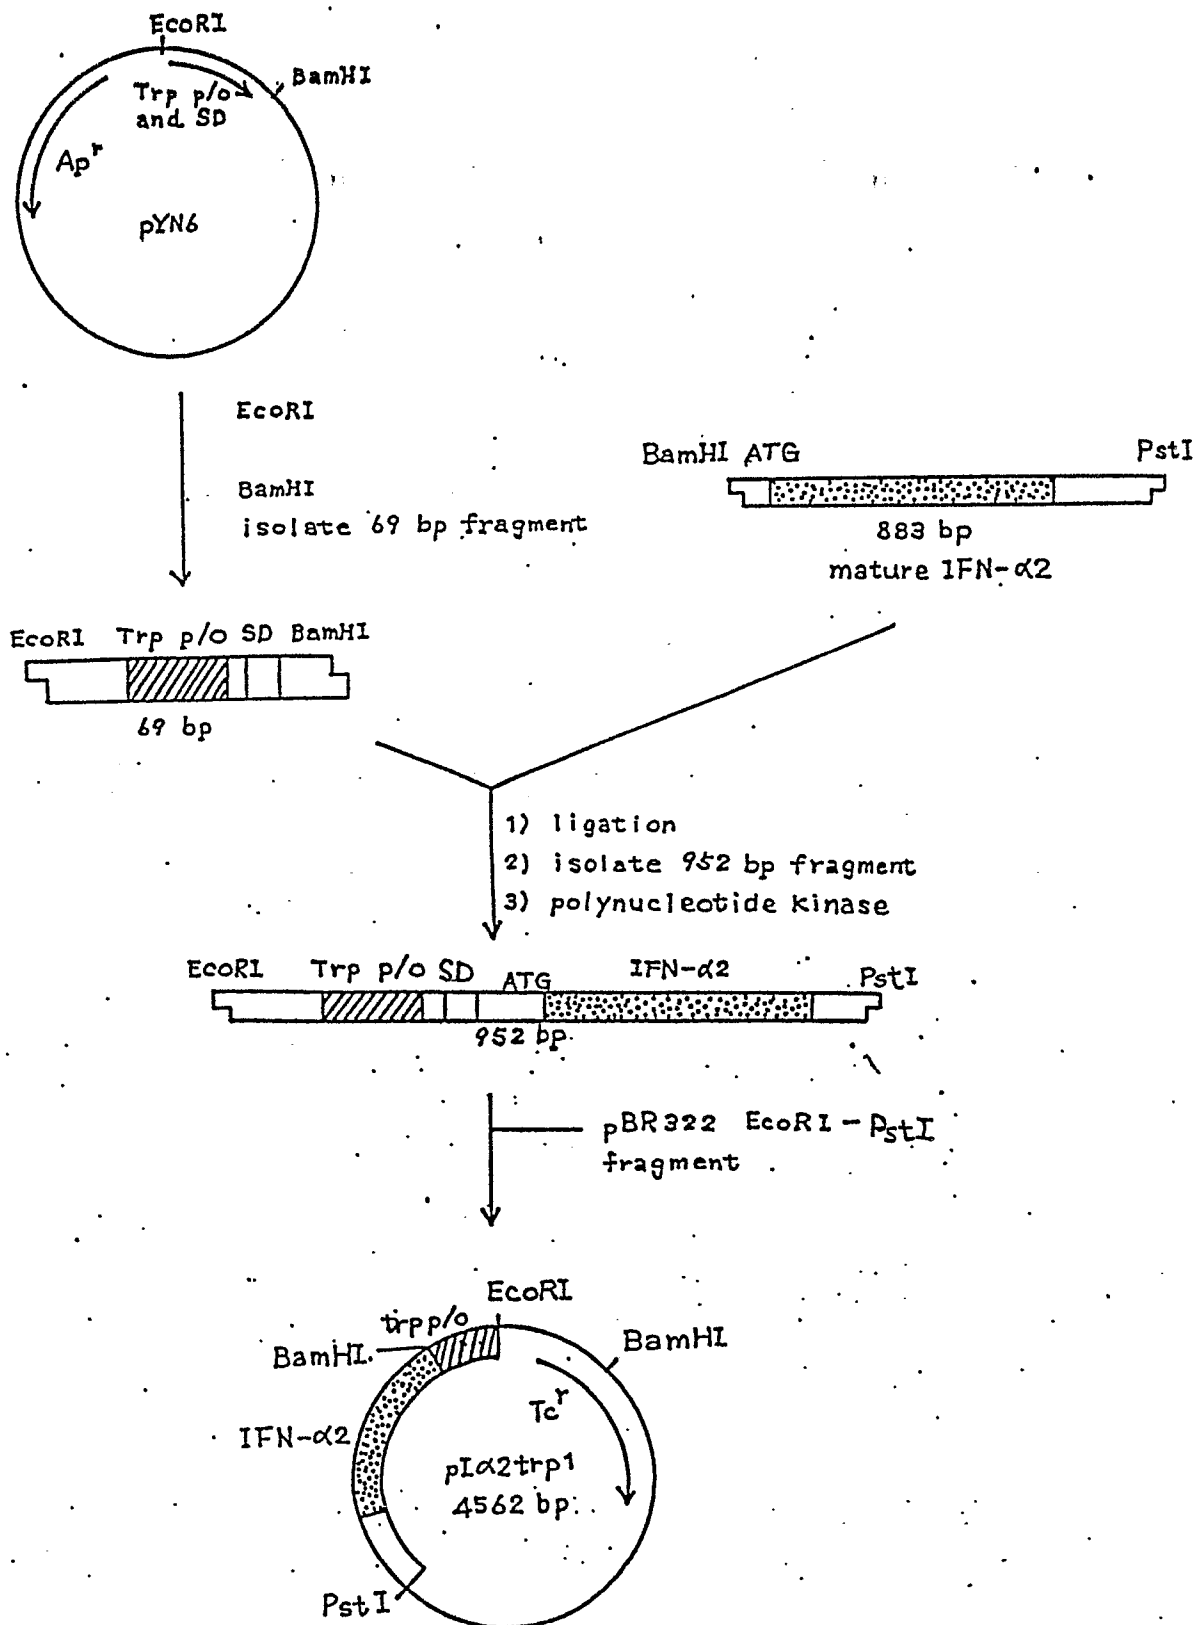 EcoRI
BamHI
Trp p/o
and SD
Ap^r
pYN6
EcoRI
BamHI
isolate 69 bp fragment
BamHI ATG
PstI
883 bp
mature IFN-α2
EcoRI Trp p/o SD BamHI
69 bp
1) ligation
2) isolate 952 bp fragment
3) polynucleotide kinase
EcoRI Trp p/o SD ATG IFN-α2 PstI
952 bp
pBR322 EcoRI-PstI
fragment
EcoRI
trp p/o
BamHI
BamHI
Tc^r
IFN-α2
pIα2trp1
4562 bp
PstI